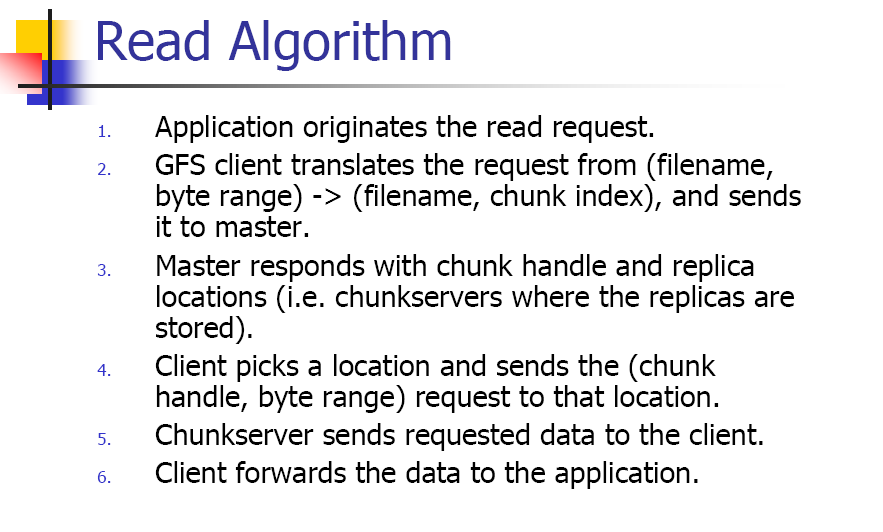 Read Algorithm
1. Application originates the read request.
2. GFS client translates the request from (filename,
byte range) -> (filename, chunk index), and sends
it to master.
3. Master responds with chunk handle and replica
locations (i.e. chunkservers where the replicas are
stored).
4. Client picks a location and sends the (chunk
handle, byte range) request to that location.
5. Chunkserver sends requested data to the client.
6. Client forwards the data to the application.